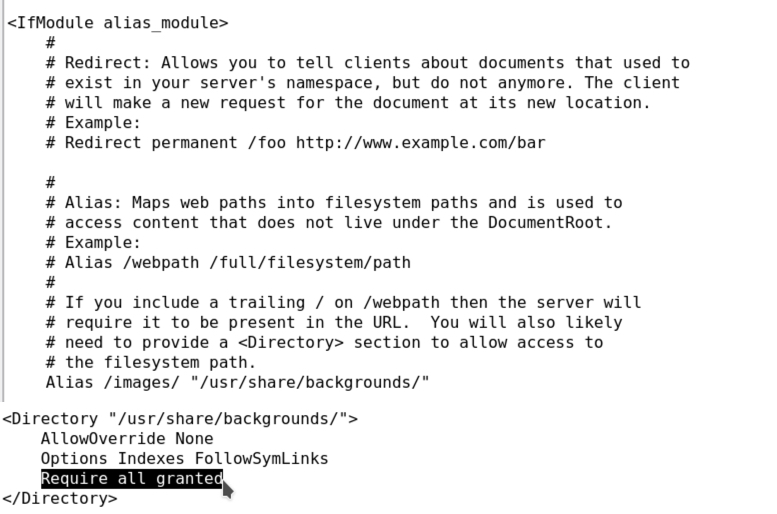 <IfModule alias_module>
#
# Redirect: Allows you to tell clients about documents that used to
# exist in your server's namespace, but do not anymore. The client
# will make a new request for the document at its new location.
# Example:
# Redirect permanent /foo http://www.example.com/bar
#
# Alias: Maps web paths into filesystem paths and is used to
# access content that does not live under the DocumentRoot.
# Example:
# Alias /webpath /full/filesystem/path
#
# If you include a trailing / on /webpath then the server will
# require it to be present in the URL.  You will also likely
# need to provide a <Directory> section to allow access to
# the filesystem path.
Alias /images/ "/usr/share/backgrounds/"
<Directory "/usr/share/backgrounds/">
AllowOverride None
Options Indexes FollowSymLinks
Require all granted
</Directory>